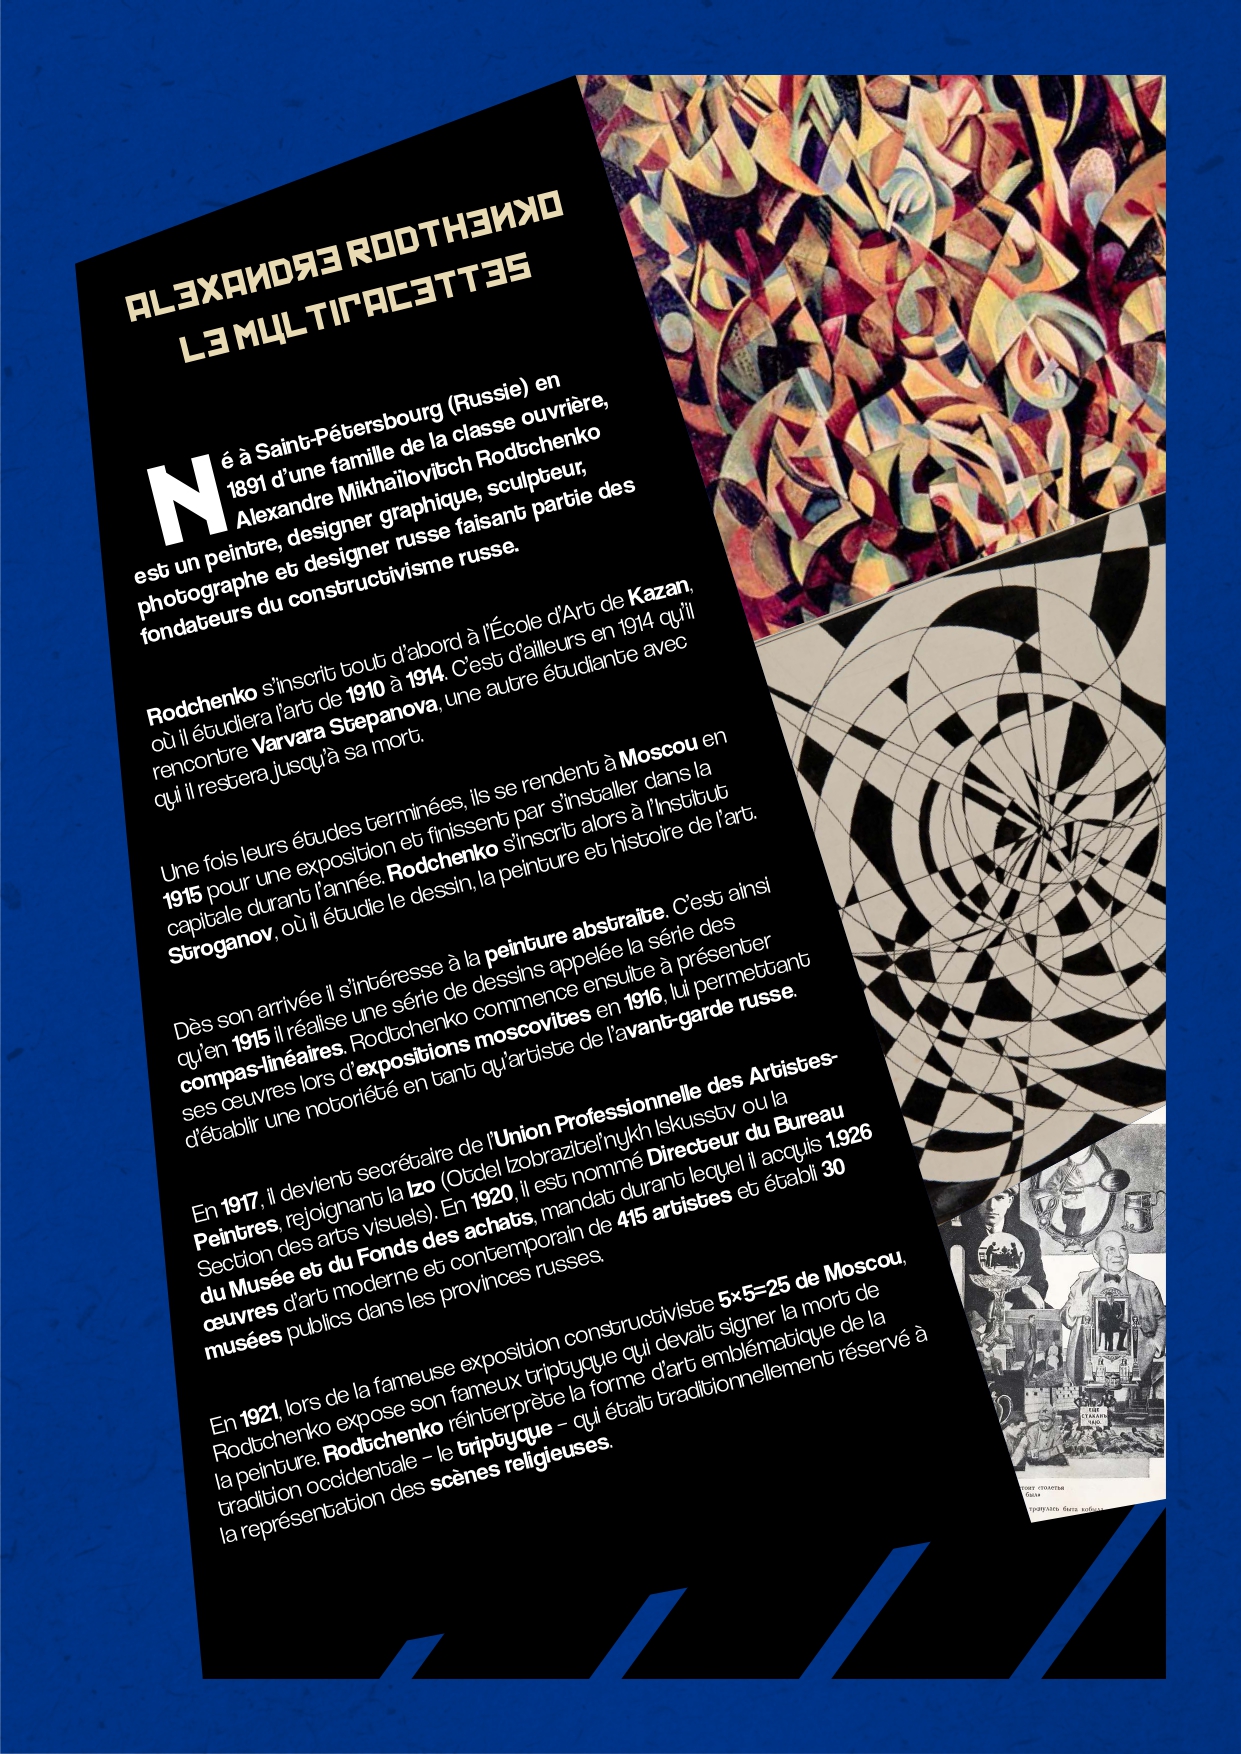 ALEXANDRE RODTHENKO
LE MULTIFACETTES
Né à Saint-Pétersbourg (Russie) en
1891 d'une famille de la classe ouvrière,
Alexandre Mikhaïlovitch Rodtchenko
est un peintre, designer graphique, sculpteur,
photographe et designer russe faisant partie des
fondateurs du constructivisme russe.
Rodchenko s'inscrit tout d'abord à l'École d'Art de Kazan,
où il étudiera l'art de 1910 à 1914. C'est d'ailleurs en 1914 qu'il
rencontre Varvara Stepanova, une autre étudiante avec
qui il restera jusqu'à sa mort.
Une fois leurs études terminées, ils se rendent à Moscou en
1915 pour une exposition et finissent par s'installer dans la
capitale durant l'année. Rodchenko s'inscrit alors à l'Institut
Stroganov, où il étudie le dessin, la peinture et histoire de l'art.
Dès son arrivée il s'intéresse à la peinture abstraite. C'est ainsi
qu'en 1915 il réalise une série de dessins appelée la série des
compas-linéaires. Rodtchenko commence ensuite à présenter
ses œuvres lors d'expositions moscovites en 1916, lui permettant
d'établir une notoriété en tant qu'artiste de l'avant-garde russe.
En 1917, il devient secrétaire de l'Union Professionnelle des Artistes-
Peintres, rejoignant la Izo (Otdel Izobrazitel'nykh Iskusstv ou la
Section des arts visuels). En 1920, il est nommé Directeur du Bureau
du Musée et du Fonds des achats, mandat durant lequel il acquis 1.926
œuvres d'art moderne et contemporain de 415 artistes et établi 30
musées publics dans les provinces russes.
En 1921, lors de la fameuse exposition constructiviste 5×5=25 de Moscou,
Rodtchenko expose son fameux triptyque qui devait signer la mort de
la peinture. Rodtchenko réinterprète la forme d'art emblématique de la
tradition occidentale – le triptyque – qui était traditionnellement réservé à
la représentation des scènes religieuses.
ЕЩЕ
СТАКАНЬ
ЧАЮ.
тоит столетья
была